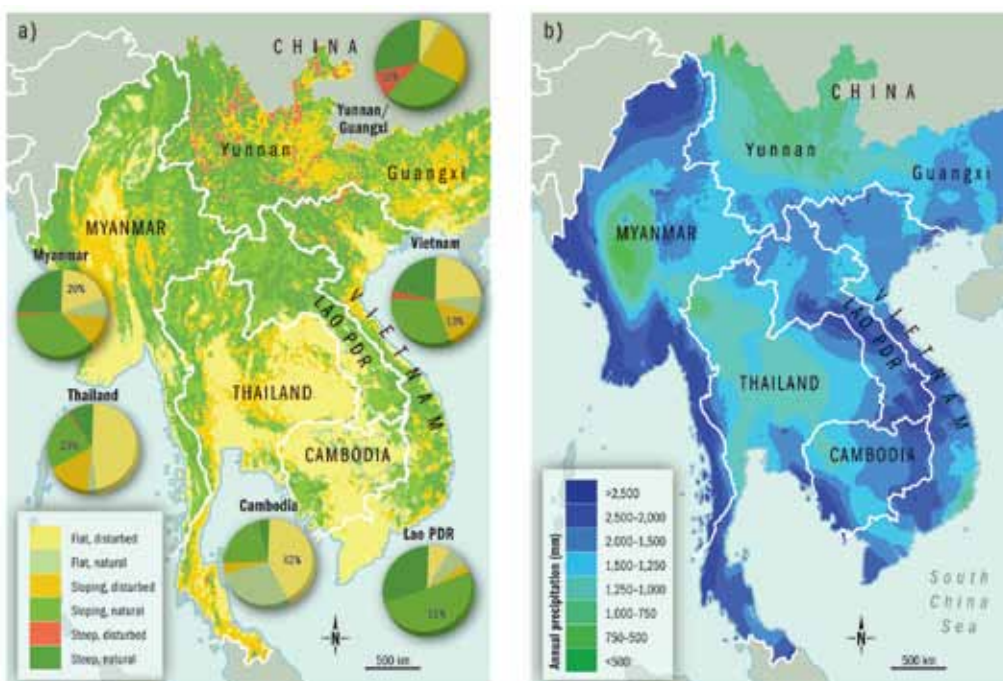 a)
CHINA
Yunnan/
Guangxi
Yunnan
Guangxi
MYANMAR
Myanmar
20%
Vietnam
13%
VIETNAM
LAO PDR
THAILAND
Thailand
23%
CAMBODIA
Cambodia
Lao PDR
Flat, disturbed
Flat, natural
Sloping, disturbed
Sloping, natural
Steep, disturbed
Steep, natural
N
500 km
b)
CHINA
Yunnan
Guangxi
MYANMAR
VIETNAM
LAO PDR
THAILAND
CAMBODIA
Annual precipitation (mm)
>2,500
2,500-2,000
2,000-1,500
1,500-1,250
1,250-1,000
1,000-750
750-500
<500
South
China
Sea
N
500 km